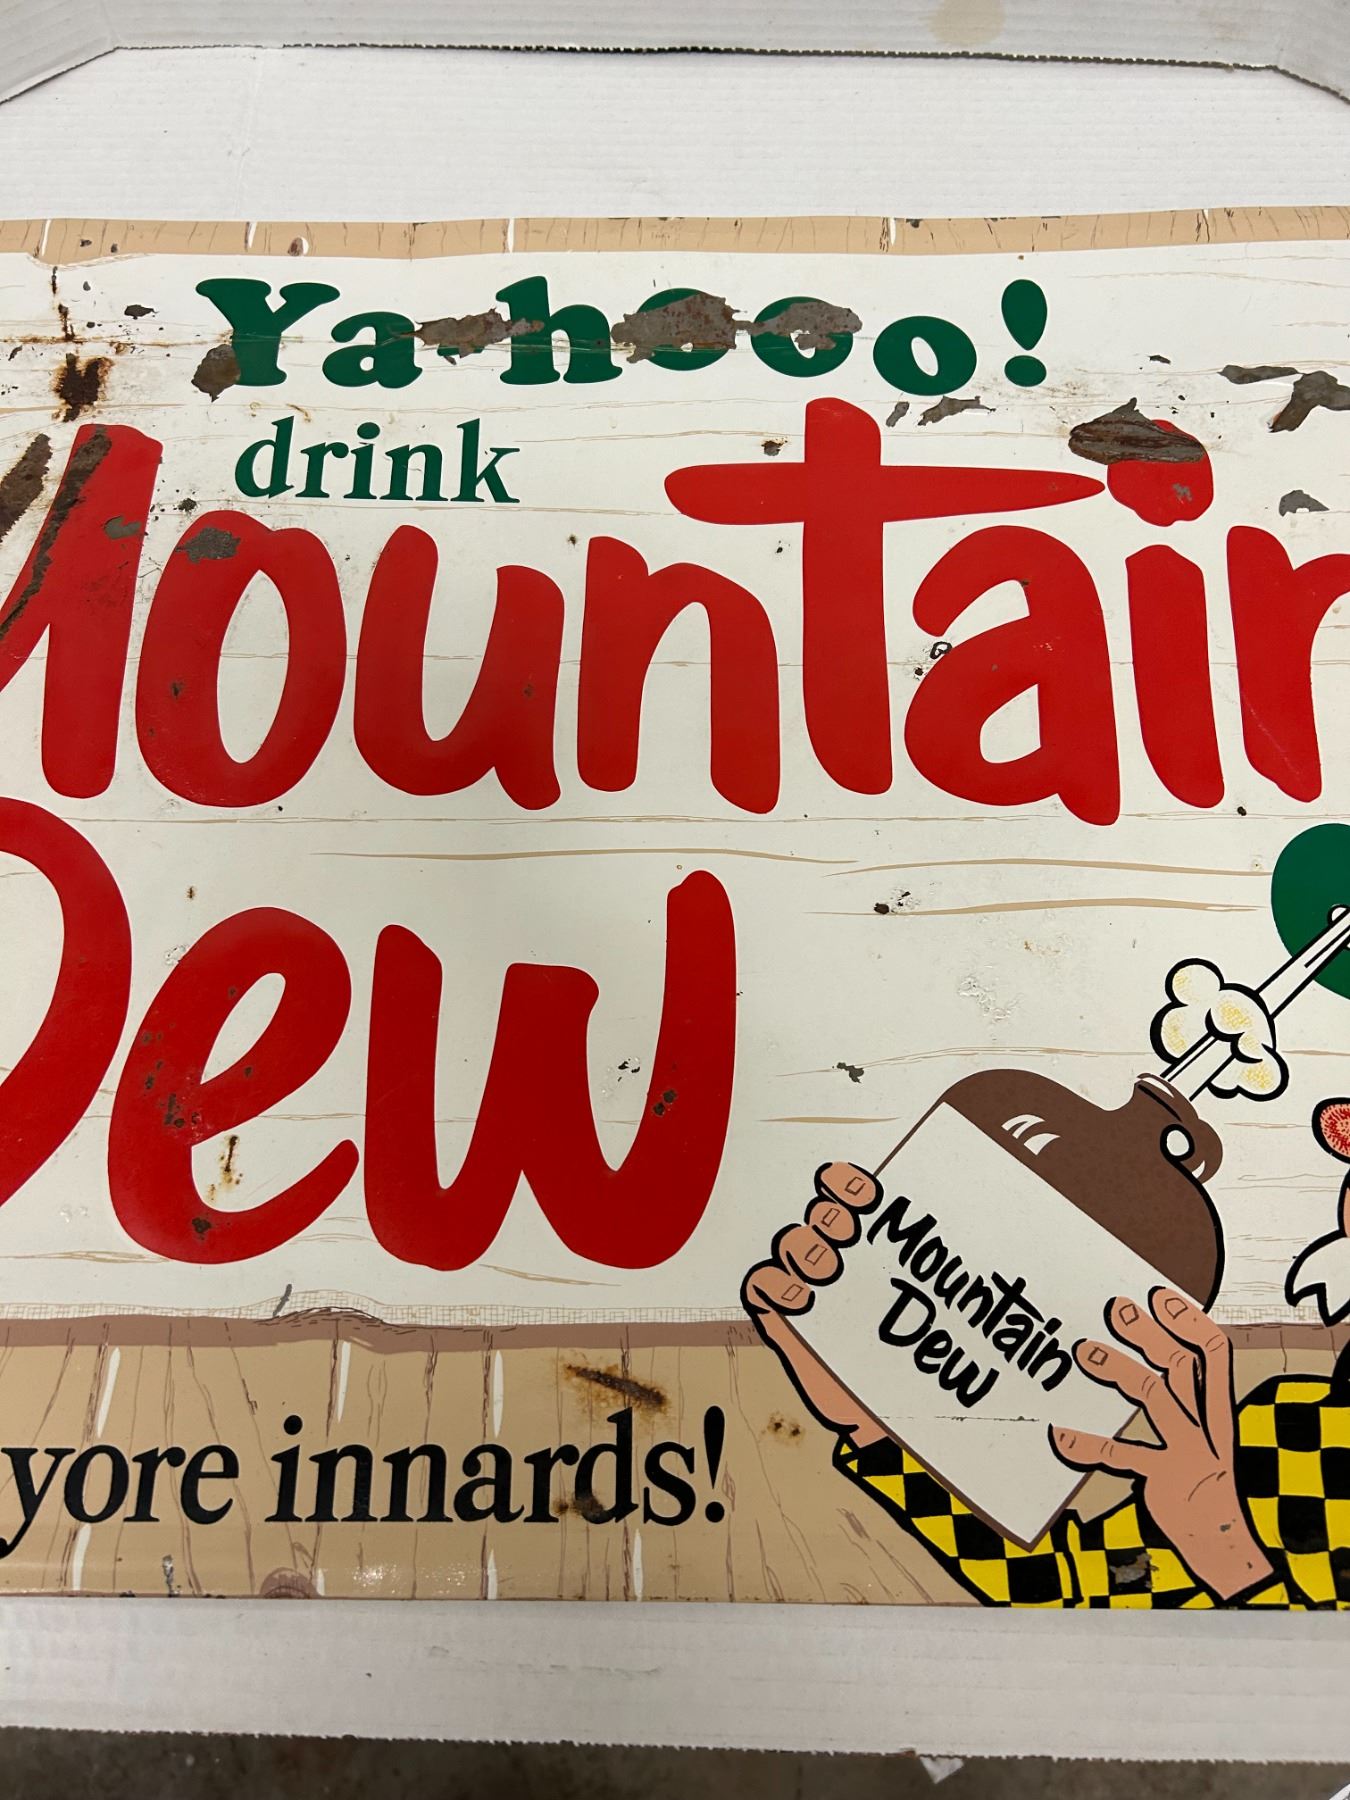 Ya-hooo!
drink
Mountain
Dew
Mountain
Dew
yore innards!